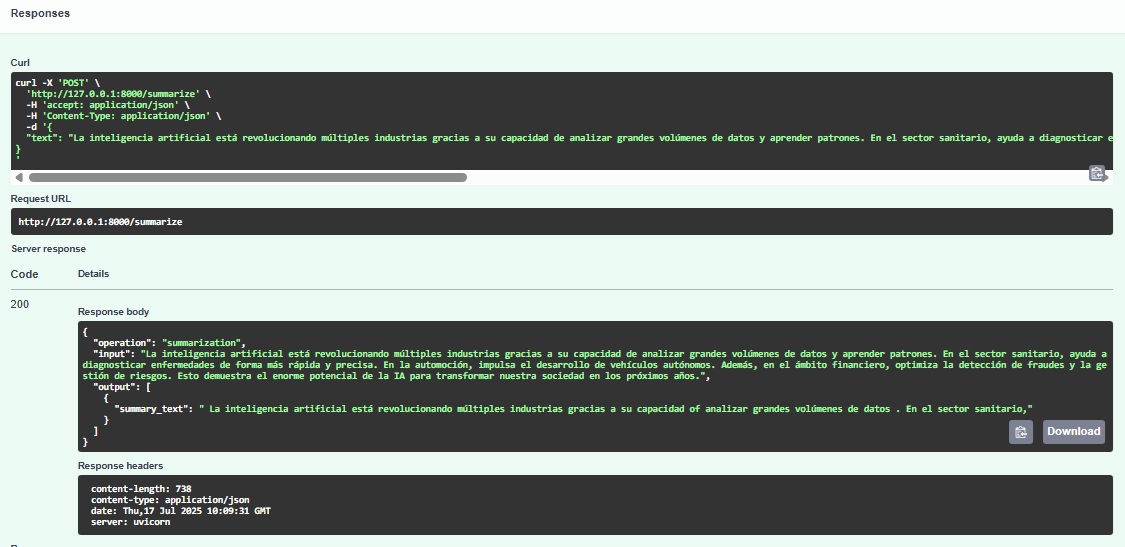 Responses
Curl
curl -X 'POST' \
'http://127.0.0.1:8000/summarize' \
-H 'accept: application/json' \
-H 'Content-Type: application/json' \
-d '{
"text": "La inteligencia artificial está revolucionando múltiples industrias gracias a su capacidad de analizar grandes volúmenes de datos y aprender patrones. En el sector sanitario, ayuda a diagnosticar e
}
'
Request URL
http://127.0.0.1:8000/summarize
Server response
Code Details
200
Response body
{
"operation": "summarization",
"input": "La inteligencia artificial está revolucionando múltiples industrias gracias a su capacidad de analizar grandes volúmenes de datos y aprender patrones. En el sector sanitario, ayuda a
diagnosticar enfermedades de forma más rápida y precisa. En la automoción, impulsa el desarrollo de vehículos autónomos. Además, en el ámbito financiero, optimiza la detección de fraudes y la ge
stión de riesgos. Esto demuestra el enorme potencial de la IA para transformar nuestra sociedad en los próximos años.",
"output": [
{
"summary_text": " La inteligencia artificial está revolucionando múltiples industrias gracias a su capacidad of analizar grandes volúmenes de datos . En el sector sanitario,"
}
]
}
Download
Response headers
content-length: 738
content-type: application/json
date: Thu,17 Jul 2025 10:09:31 GMT
server: uvicorn